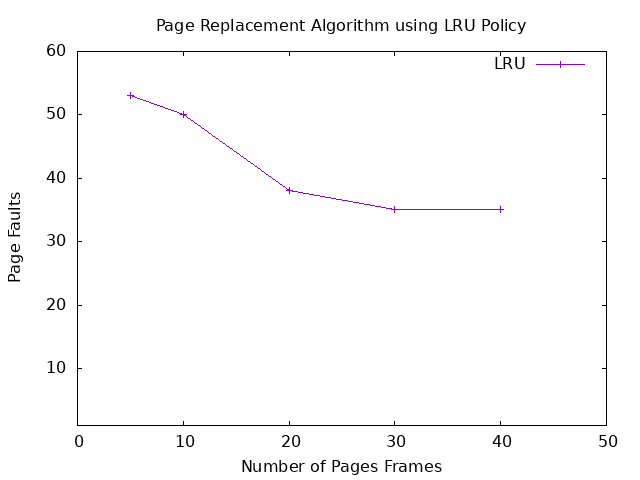 Page Replacement Algorithm using LRU Policy
60
LRU
50
40
30
20
10
Page Faults
0 10 20 30 40 50
Number of Pages Frames